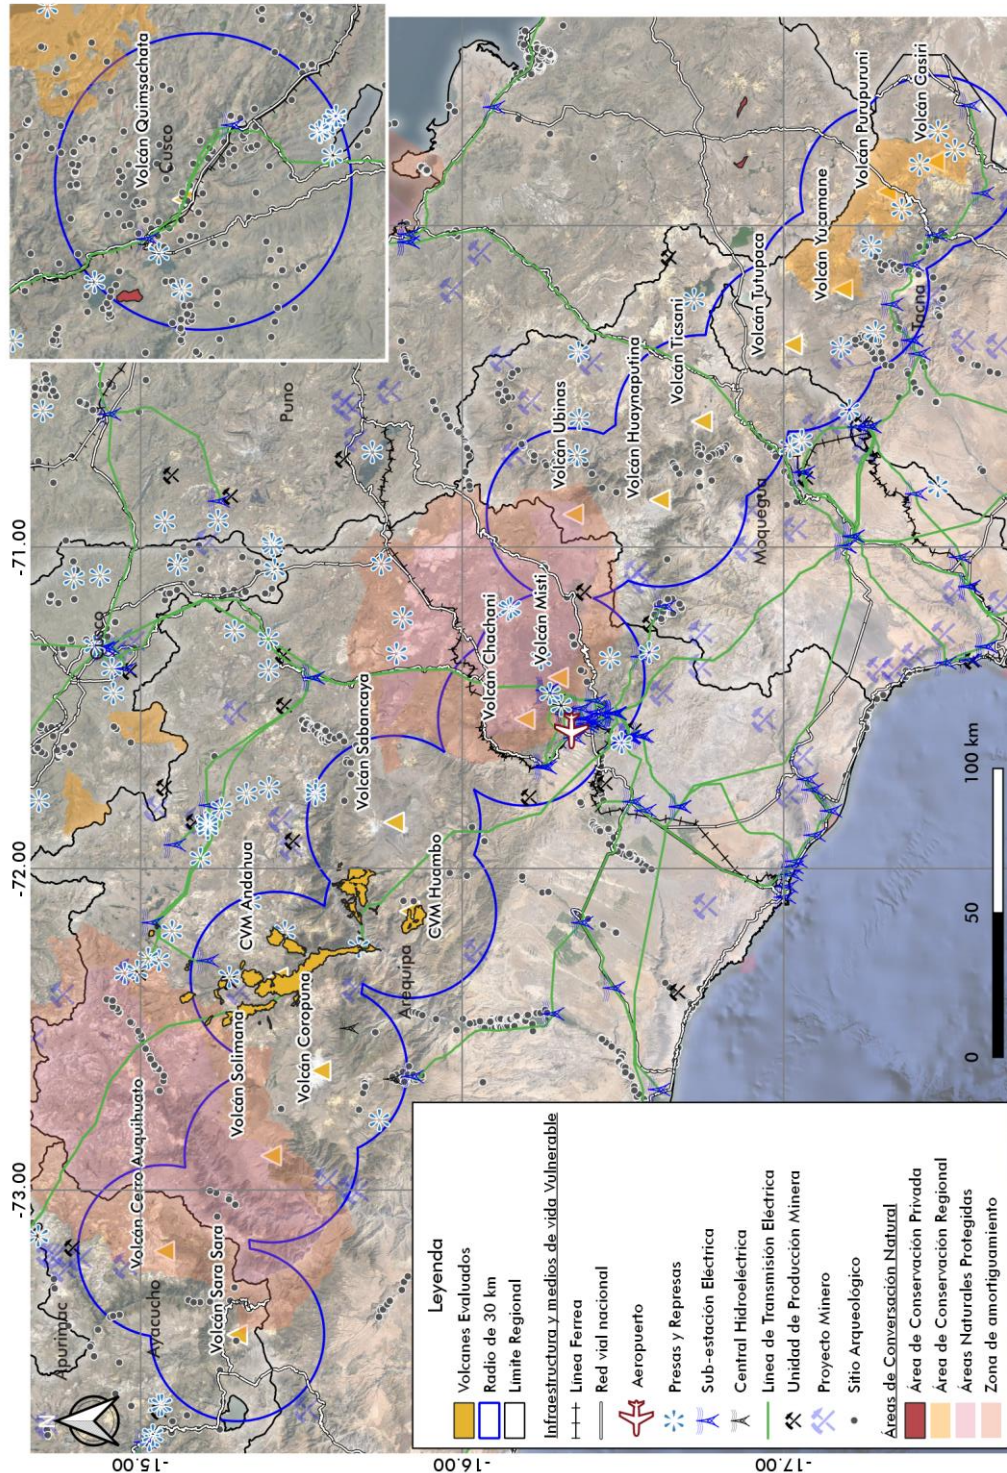 -73.00
-72.00
-71.00
-15.00
-16.00
-17.00
N
Apurimac
Ayacucho
Volcán Cerro Auquihuato
Volcán Sara Sara
Volcán Solimana
Volcán Coropuna
CVM Andahua
CVM Huambo
Arequipa
Volcán Sabancaya
Cusco
Volcán Chachani
Volcán Misti
Puno
Volcán Ubinas
Volcán Huaynaputina
Volcán Ticsani
Moquegua
Volcán Tutupaca
Volcán Yucamane
Volcán Purupuruni
Volcán Casiri
Tacna
Volcán Quimsachata
Cusco
Leyenda
Volcanes Evaluados
Radio de 30 km
Limite Regional
Infraestructura y medios de vida Vulnerable
Linea Ferrea
Red vial nacional
Aeropuerto
Presas y Represas
Sub-estación Eléctrica
Central Hidroeléctrica
Linea de Transmisión Eléctrica
Unidad de Producción Minera
Proyecto Minero
Sitio Arqueológico
Áreas de Conversación Natural
Área de Conservación Privada
Área de Conservación Regional
Áreas Naturales Protegidas
Zona de amortiguamiento
0 50 100 km